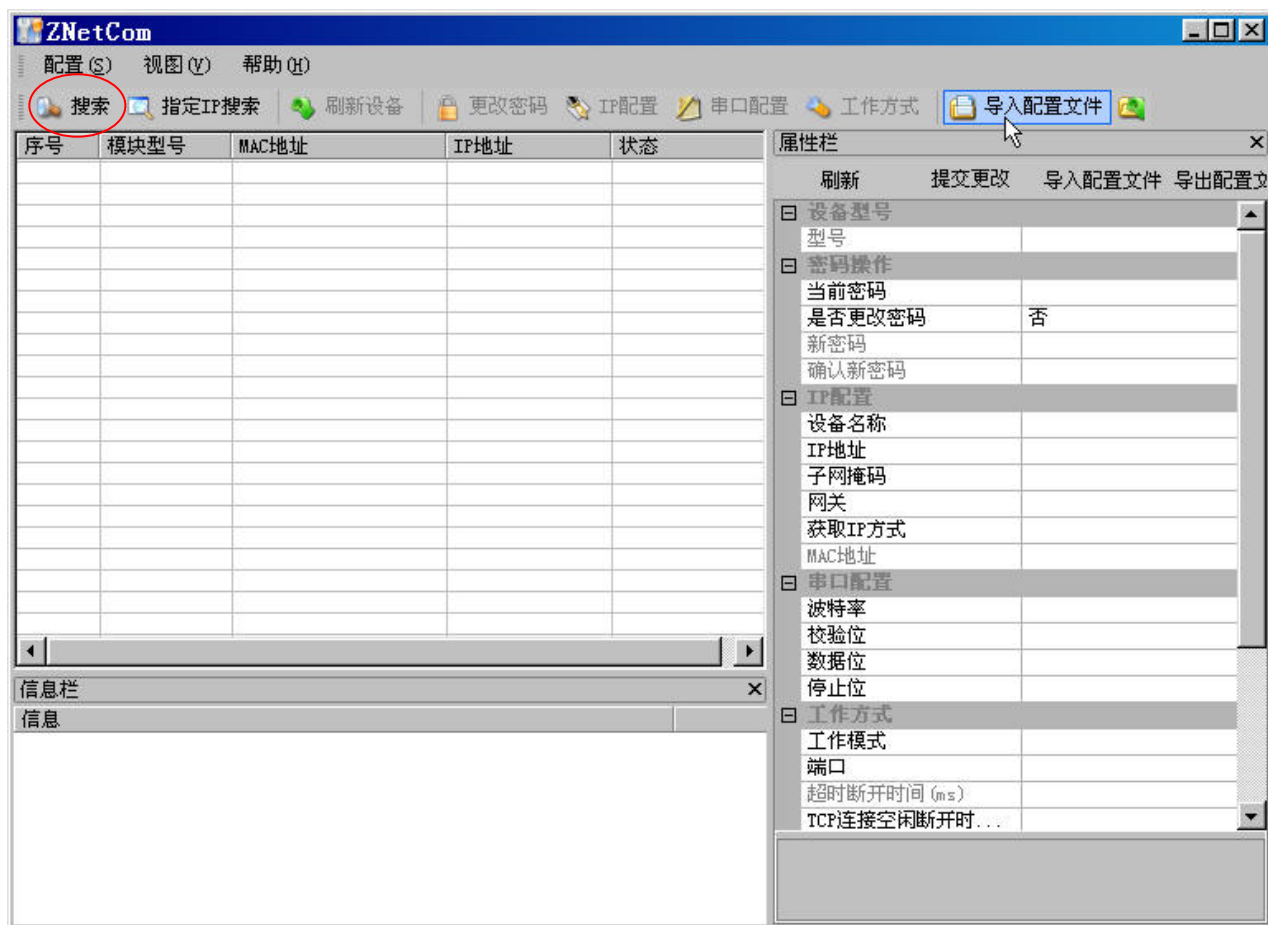 ZNetCom
配置(S) 视图(V) 帮助(H)
搜索 指定IP搜索 刷新设备 更改密码 IP配置 串口配置 工作方式 导入配置文件
序号 模块型号 MAC地址 IP地址 状态
属性栏
刷新 提交更改 导入配置文件 导出配置文
设备型号
型号
密码操作
当前密码
是否更改密码 否
新密码
确认新密码
IP配置
设备名称
IP地址
子网掩码
网关
获取IP方式
MAC地址
串口配置
波特率
校验位
数据位
停止位
工作方式
工作模式
端口
超时断开时间(ms)
TCP连接空闲断开时...
信息栏
信息